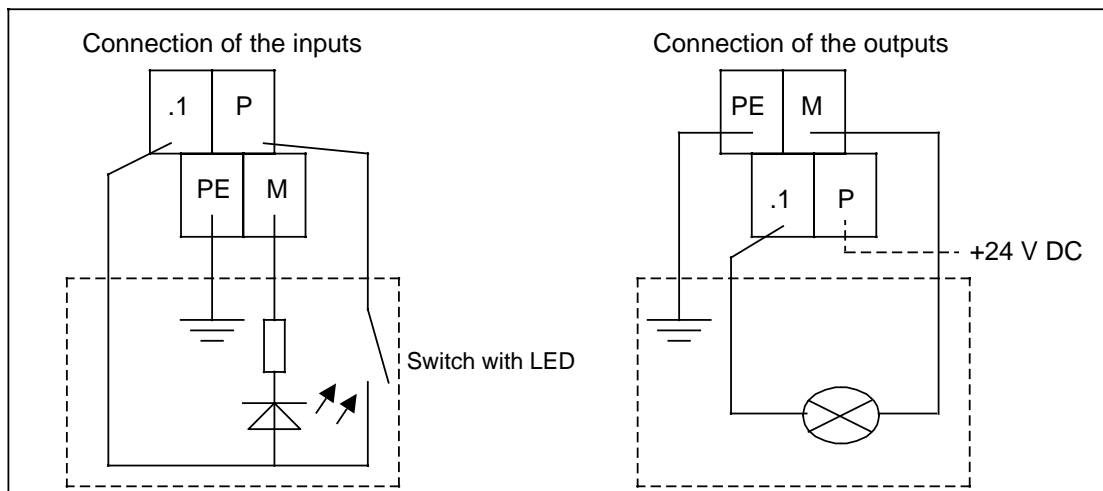 Connection of the inputs
.1 P
PE M
Switch with LED
Connection of the outputs
PE M
.1 P
+24 V DC